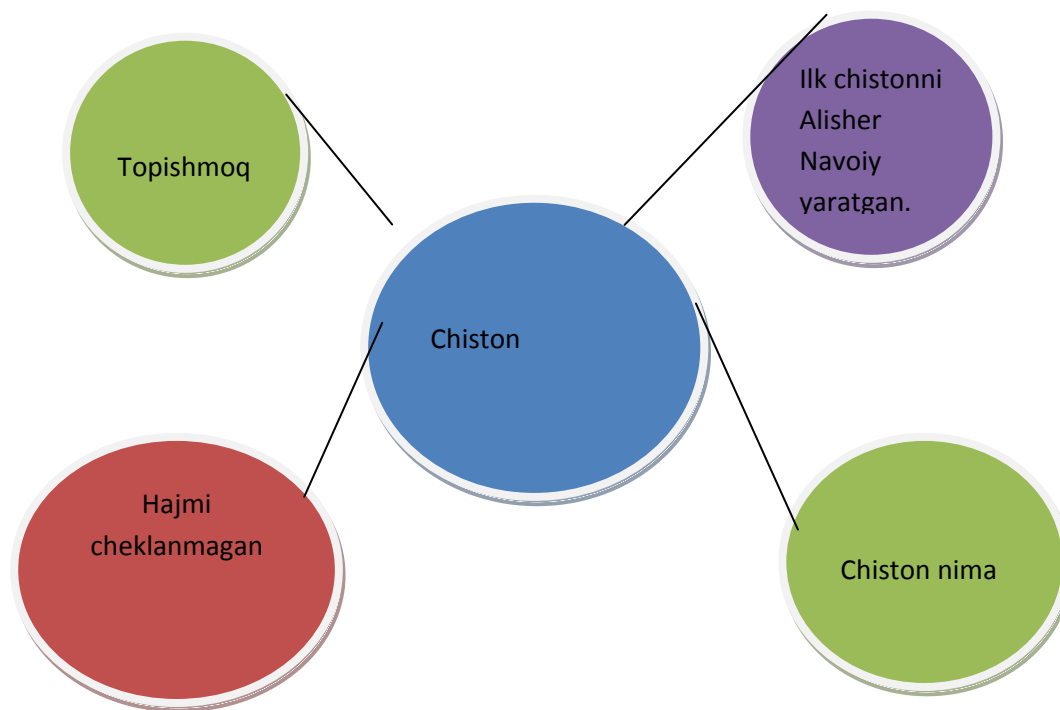 Topishmoq
Ilk chistonni
Alisher
Navoiy
yaratgan.
Chiston
Hajmi
cheklanmagan
Chiston nima